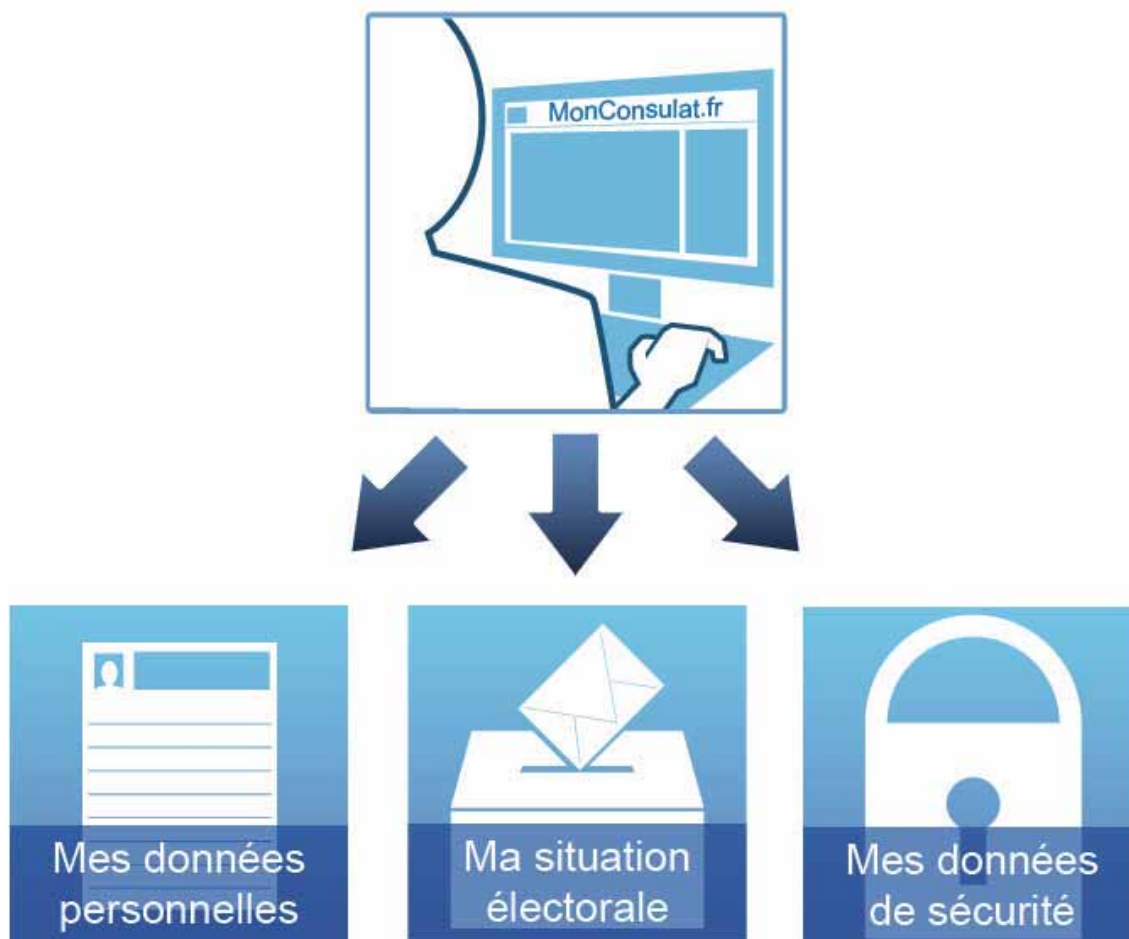 MonConsulat.fr
Mes données
personnelles
Ma situation
électorale
Mes données
de sécurité